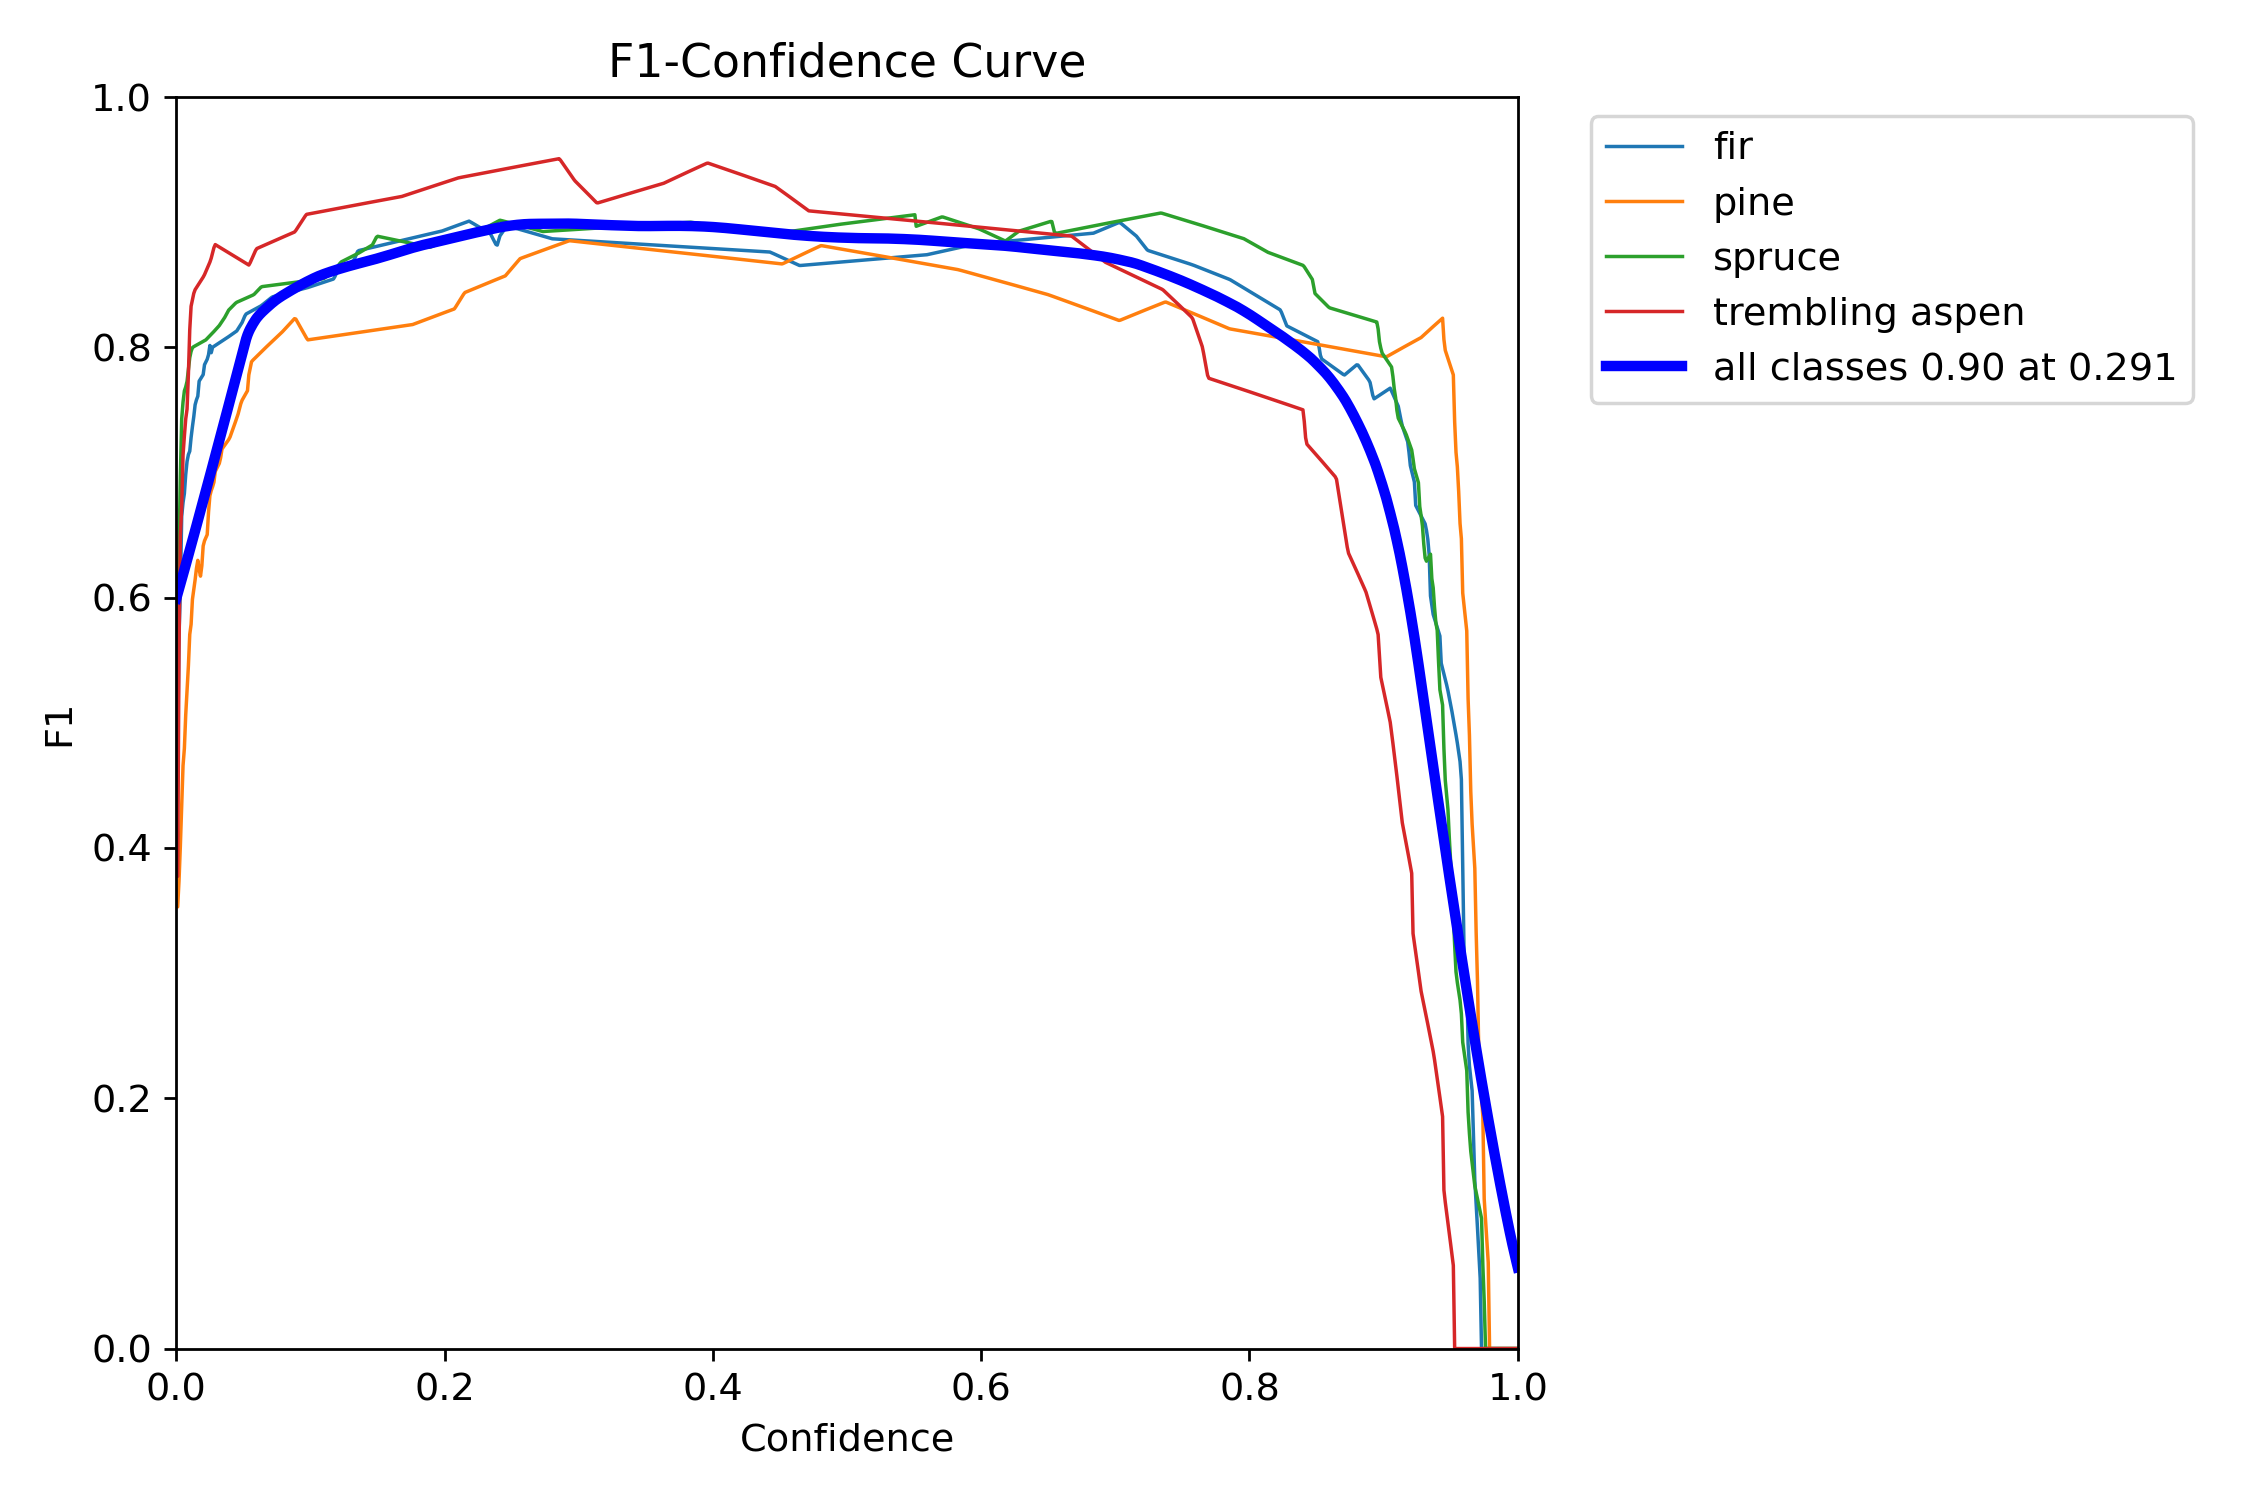 F1-Confidence Curve
1.0
0.8
0.6
0.4
0.2
0.0
F1
0.0 0.2 0.4 0.6 0.8 1.0
Confidence
fir
pine
spruce
trembling aspen
all classes 0.90 at 0.291